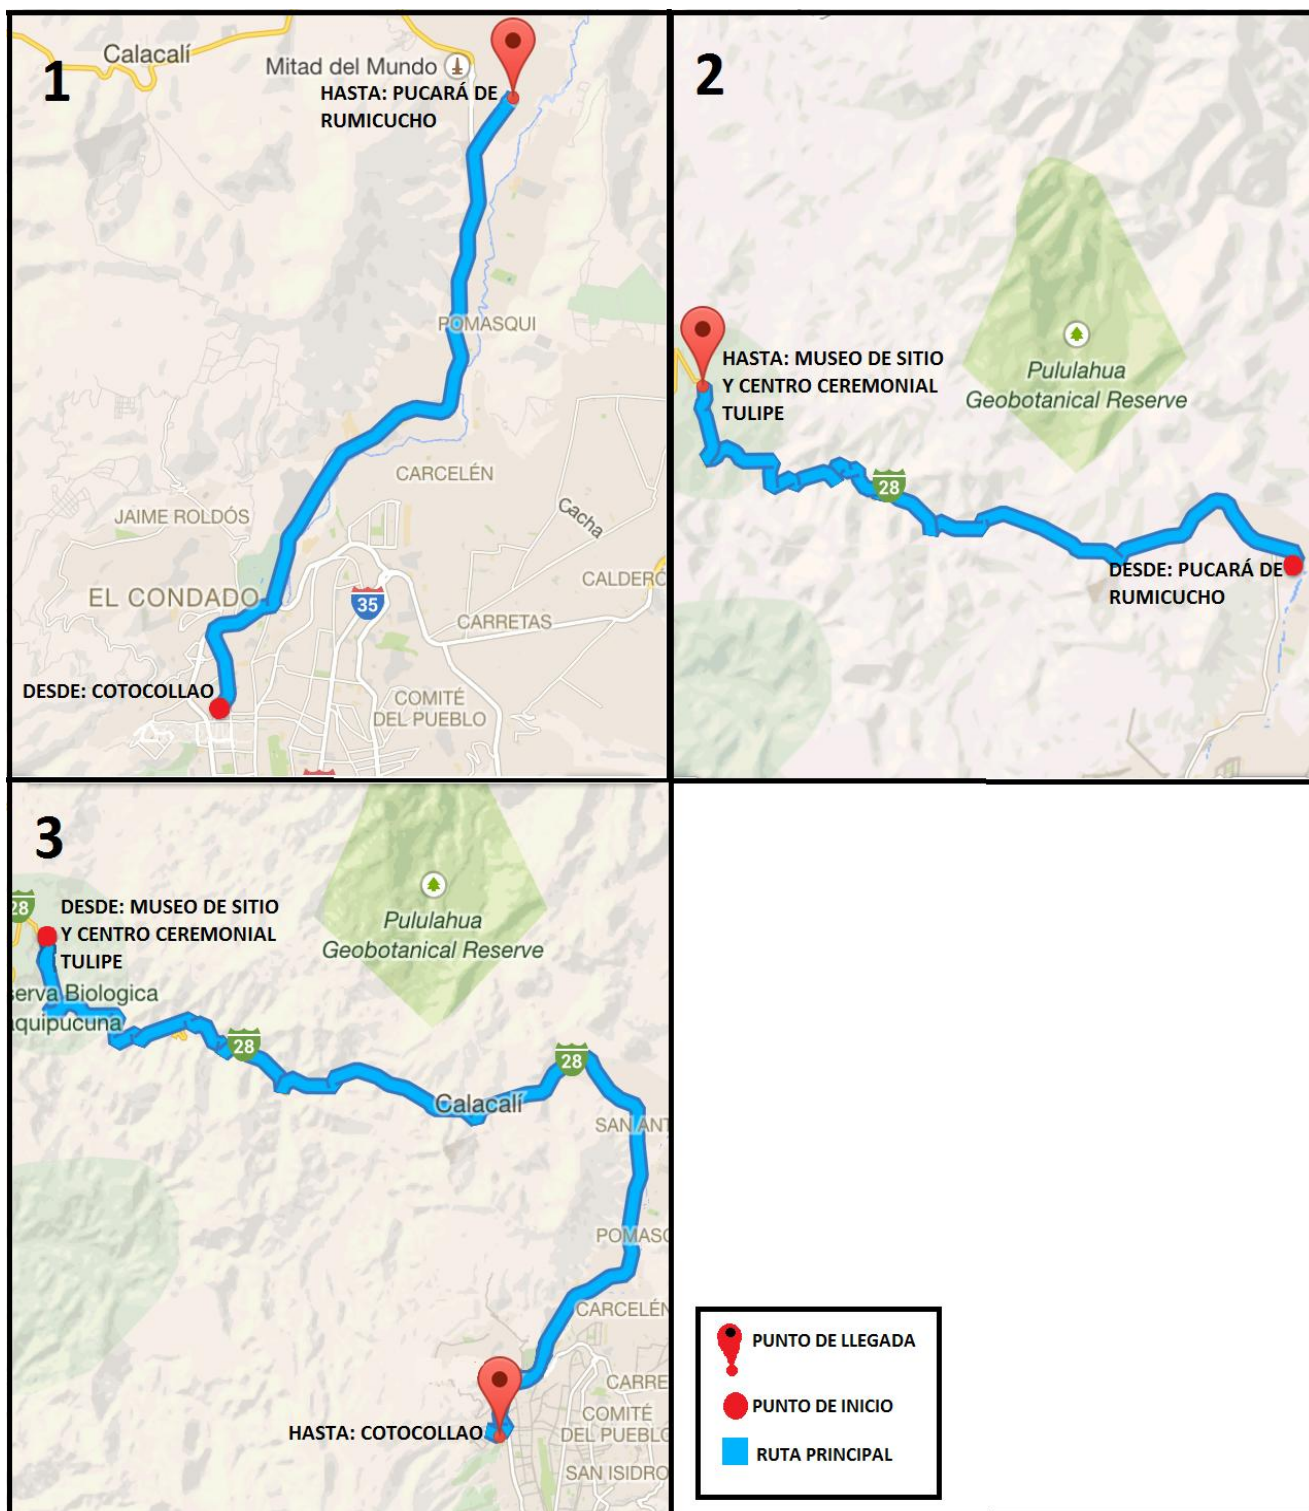 1
Calacalí
Mitad del Mundo
HASTA: PUCARÁ DE
RUMICUCHO
POMASQUI
CARCELÉN
Cacha
JAIME ROLDÓS
CALDERÓ
EL CONDADO
35
CARRETAS
DESDE: COTOCOLLAO
COMITÉ
DEL PUEBLO
2
HASTA: MUSEO DE SITIO
Y CENTRO CEREMONIAL
TULIPE
Pululahua
Geobotanical Reserve
28
DESDE: PUCARÁ DE
RUMICUCHO
3
28
DESDE: MUSEO DE SITIO
Y CENTRO CEREMONIAL
TULIPE
Pululahua
Geobotanical Reserve
serva Biologica
aquipucuna
28
28
Calacalí
SAN ANT
POMASQ
CARCELÉN
CARRE
COMITÉ
DEL PUEBLO
HASTA: COTOCOLLAO
SAN ISIDRO
PUNTO DE LLEGADA
PUNTO DE INICIO
RUTA PRINCIPAL